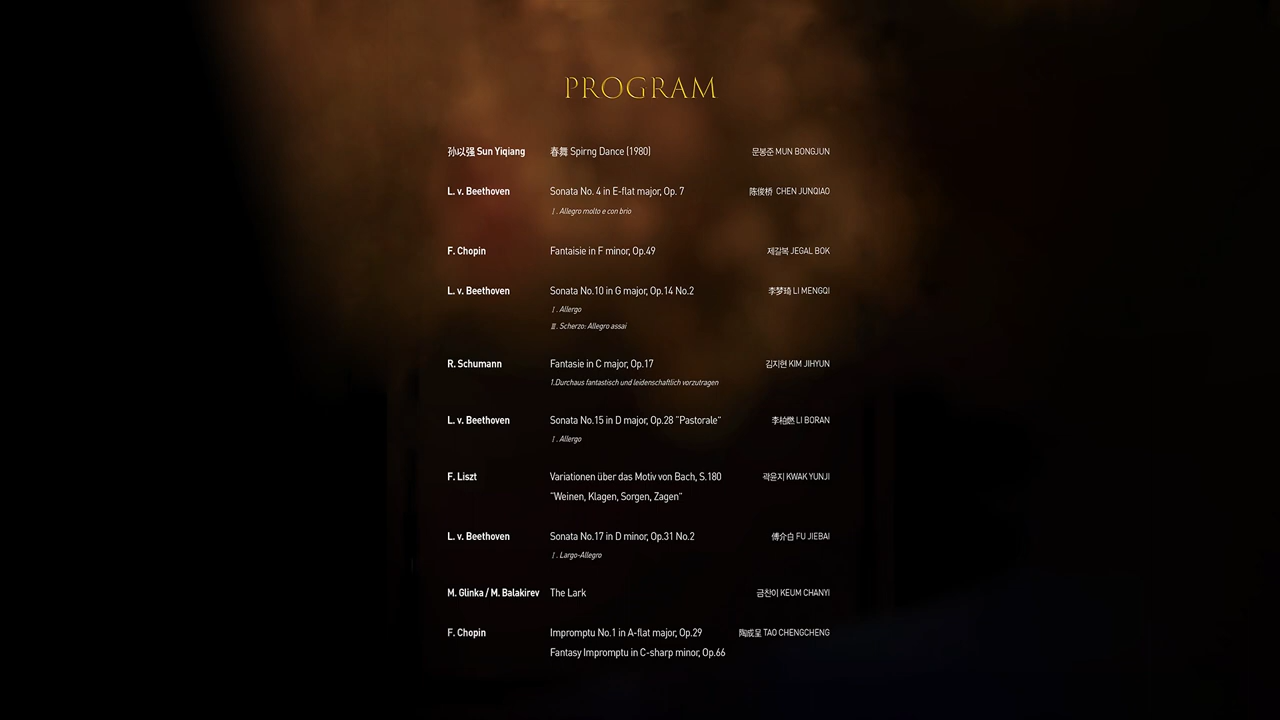 PROGRAM
孙以强 Sun Yiqiang 春舞 Spirng Dance (1980) 문봉준 MUN BONGJUN
L. v. Beethoven Sonata No. 4 in E-flat major, Op. 7 陈俊桥 CHEN JUNQIAO
Ⅰ. Allegro molto e con brio
F. Chopin Fantaisie in F minor, Op.49 제갈복 JEGAL BOK
L. v. Beethoven Sonata No.10 in G major, Op.14 No.2 李梦琦 LI MENGQI
Ⅰ. Allergo
Ⅲ. Scherzo: Allegro assai
R. Schumann Fantasie in C major, Op.17 김지현 KIM JIHYUN
1.Durchaus fantastisch und leidenschaftlich vorzutragen
L. v. Beethoven Sonata No.15 in D major, Op.28 "Pastorale" 李柏燃 LI BORAN
Ⅰ. Allergo
F. Liszt Variationen über das Motiv von Bach, S.180 곽윤지 KWAK YUNJI
"Weinen, Klagen, Sorgen, Zagen"
L. v. Beethoven Sonata No.17 in D minor, Op.31 No.2 傅介白 FU JIEBAI
Ⅰ. Largo-Allegro
M. Glinka / M. Balakirev The Lark 금찬이 KEUM CHANYI
F. Chopin Impromptu No.1 in A-flat major, Op.29 陶成呈 TAO CHENGCHENG
Fantasy Impromptu in C-sharp minor, Op.66